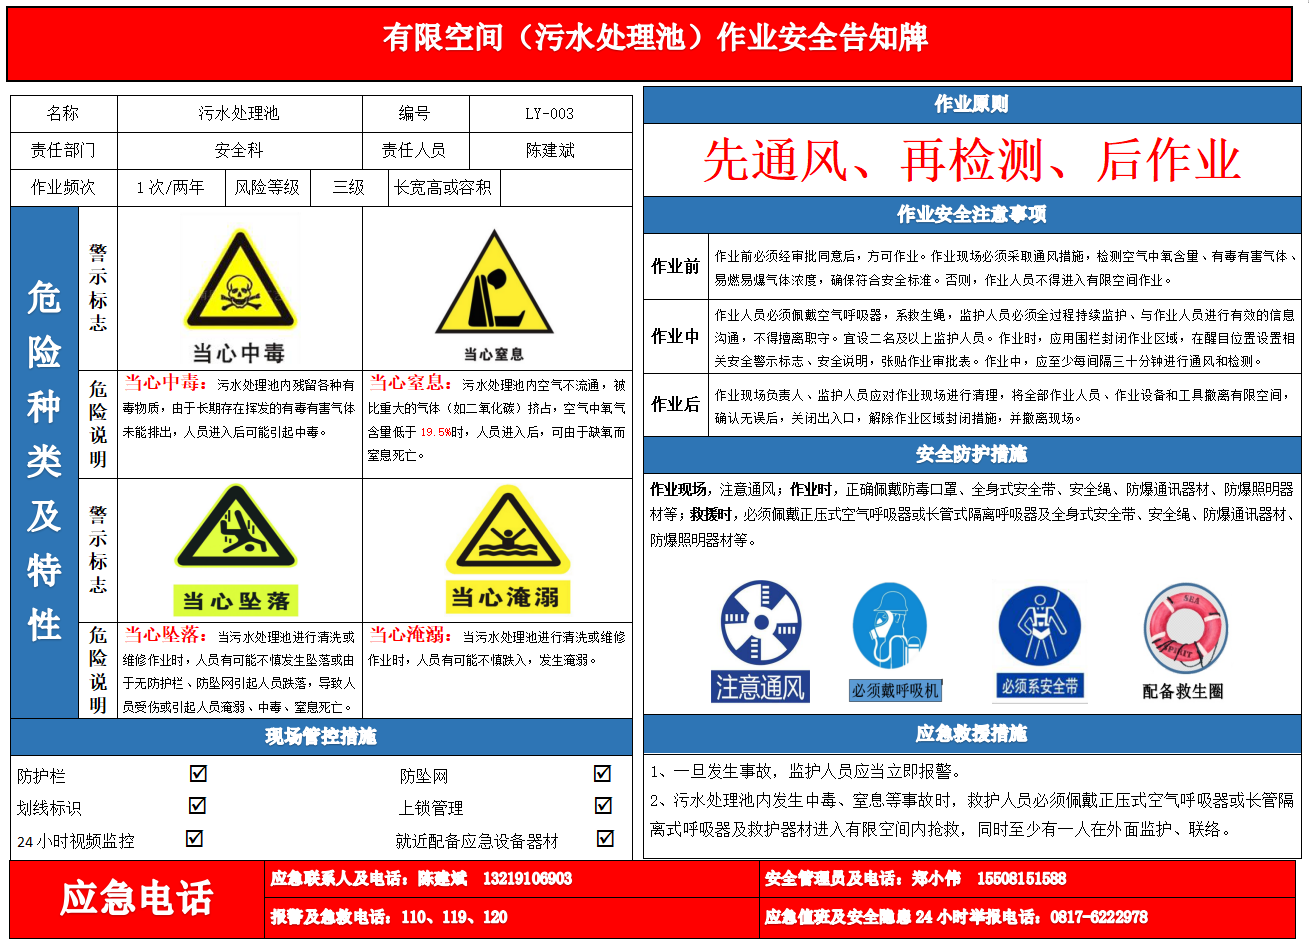 有限空间（污水处理池）作业安全告知牌
名称 污水处理池 编号 LY-003
责任部门 安全科 责任人员 陈建斌
作业频次 1次/两年 风险等级 三级 长宽高或容积
危险种类及特性
警示标志
当心中毒
当心窒息
危险说明
当心中毒：污水处理池内残留各种有
毒物质，由于长期存在挥发的有毒有害气体
未能排出，人员进入后可能引起中毒。
当心窒息：污水处理池内空气不流通，被
比重大的气体（如二氧化碳）挤占，空气中氧气
含量低于 19.5%时，人员进入后，可由于缺氧而
窒息死亡。
警示标志
当心坠落
当心淹溺
危险说明
当心坠落：当污水处理池进行清洗或
维修作业时，人员有可能不慎发生坠落或由
于无防护栏、防坠网引起人员跌落，导致人
员受伤或引起人员淹溺、中毒、窒息死亡。
当心淹溺：当污水处理池进行清洗或维修
作业时，人员有可能不慎跌入，发生淹溺。
现场管控措施
防护栏 ☑ 防坠网 ☑
划线标识 ☑ 上锁管理 ☑
24小时视频监控 ☑ 就近配备应急设备器材 ☑
作业原则
先通风、再检测、后作业
作业安全注意事项
作业前
作业前必须经审批同意后，方可作业。作业现场必须采取通风措施，检测空气中氧含量、有毒有害气体、
易燃易爆气体浓度，确保符合安全标准。否则，作业人员不得进入有限空间作业。
作业中
作业人员必须佩戴空气呼吸器，系救生绳，监护人员必须全过程持续监护、与作业人员进行有效的信息
沟通，不得擅离职守。宜设二名及以上监护人员。作业时，应用围栏封闭作业区域，在醒目位置设置相
关安全警示标志、安全说明，张贴作业审批表。作业中，应至少每间隔三十分钟进行通风和检测。
作业后
作业现场负责人、监护人员应对作业现场进行清理，将全部作业人员、作业设备和工具撤离有限空间，
确认无误后，关闭出入口，解除作业区域封闭措施，并撤离现场。
安全防护措施
作业现场，注意通风；作业时，正确佩戴防毒口罩、全身式安全带、安全绳、防爆通讯器材、防爆照明器
材等；救援时，必须佩戴正压式空气呼吸器或长管式隔离呼吸器及全身式安全带、安全绳、防爆通讯器材、
防爆照明器材等。
SEA
SPIRIT
注意通风
必须戴呼吸机
必须系安全带
配备救生圈
应急救援措施
1、一旦发生事故，监护人员应当立即报警。
2、污水处理池内发生中毒、窒息等事故时，救护人员必须佩戴正压式空气呼吸器或长管隔
离式呼吸器及救护器材进入有限空间内抢救，同时至少有一人在外面监护、联络。
应急电话
应急联系人及电话：陈建斌 13219106903
安全管理员及电话：郑小伟 15508151588
报警及急救电话：110、119、120
应急值班及安全隐患24小时举报电话：0817-6222978